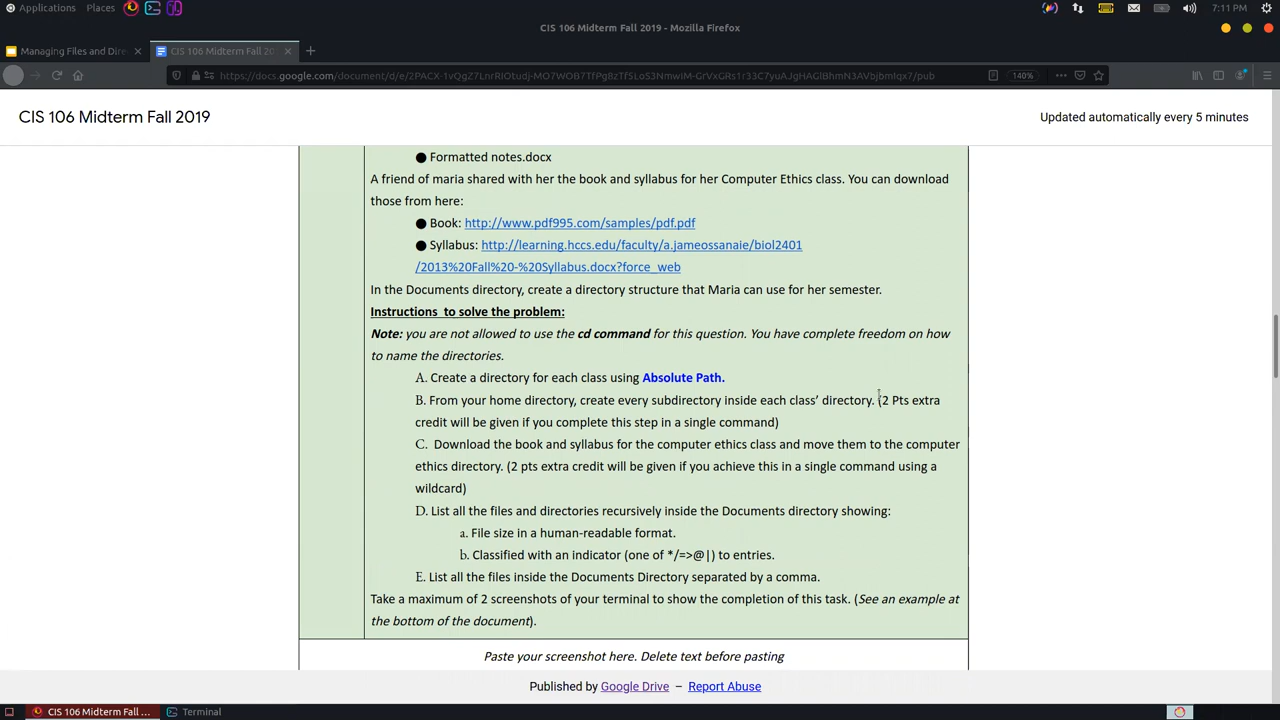 Applications Places 7:11 PM
CIS 106 Midterm Fall 2019 - Mozilla Firefox
Managing Files and Dire
CIS 106 Midterm Fall 20
140%
CIS 106 Midterm Fall 2019
Updated automatically every 5 minutes
● Formatted notes.docx
A friend of maria shared with her the book and syllabus for her Computer Ethics class. You can download
those from here:
● Book: http://www.pdf995.com/samples/pdf.pdf
● Syllabus: http://learning.hccs.edu/faculty/a.jameossanaie/biol2401
/2013%20Fall%20-%20Syllabus.docx?force_web
In the Documents directory, create a directory structure that Maria can use for her semester.
Instructions to solve the problem:
Note: you are not allowed to use the cd command for this question. You have complete freedom on how
to name the directories.
A. Create a directory for each class using Absolute Path.
B. From your home directory, create every subdirectory inside each class’ directory. (2 Pts extra
credit will be given if you complete this step in a single command)
C. Download the book and syllabus for the computer ethics class and move them to the computer
ethics directory. (2 pts extra credit will be given if you achieve this in a single command using a
wildcard)
D. List all the files and directories recursively inside the Documents directory showing:
a. File size in a human-readable format.
b. Classified with an indicator (one of */=>@|) to entries.
E. List all the files inside the Documents Directory separated by a comma.
Take a maximum of 2 screenshots of your terminal to show the completion of this task. (See an example at
the bottom of the document).
Paste your screenshot here. Delete text before pasting
Published by Google Drive – Report Abuse
CIS 106 Midterm Fall ... Terminal